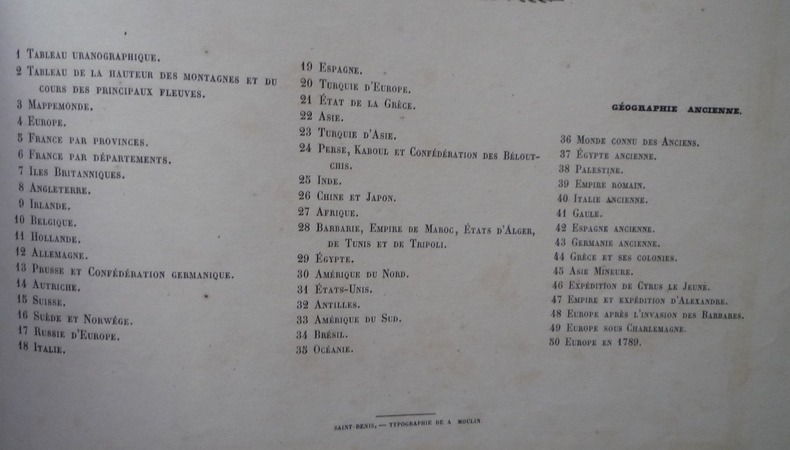 1 Tableau uranographique.
2 Tableau de la hauteur des montagnes et du
cours des principaux fleuves.
3 Mappemonde.
4 Europe.
5 France par provinces.
6 France par départements.
7 Iles Britanniques.
8 Angleterre.
9 Irlande.
10 Belgique.
11 Hollande.
12 Allemagne.
13 Prusse et Confédération germanique.
14 Autriche.
15 Suisse.
16 Suède et Norwége.
17 Russie d'Europe.
18 Italie.
19 Espagne.
20 Turquie d'Europe.
21 État de la Grèce.
22 Asie.
23 Turquie d'Asie.
24 Perse, Kaboul et Confédération des Bélout-
chis.
25 Inde.
26 Chine et Japon.
27 Afrique.
28 Barbarie, Empire de Maroc, États d'Alger,
de Tunis et de Tripoli.
29 Égypte.
30 Amérique du Nord.
31 États-Unis.
32 Antilles.
33 Amérique du Sud.
34 Brésil.
35 Océanie.
GÉOGRAPHIE ANCIENNE.
36 Monde connu des Anciens.
37 Égypte ancienne.
38 Palestine.
39 Empire romain.
40 Italie ancienne.
41 Gaule.
42 Espagne ancienne.
43 Germanie ancienne.
44 Grèce et ses colonies.
45 Asie Mineure.
46 Expédition de Cyrus le Jeune.
47 Empire et expédition d'Alexandre.
48 Europe après l'invasion des Barbares.
49 Europe sous Charlemagne.
50 Europe en 1789.
SAINT-DENIS.— TYPOGRAPHIE DE A MOULIN